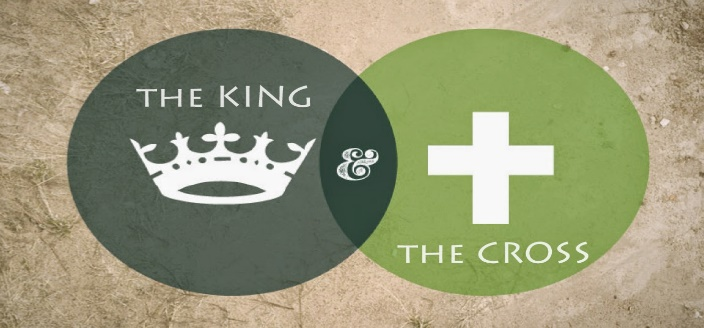 THE KING
&
THE CROSS